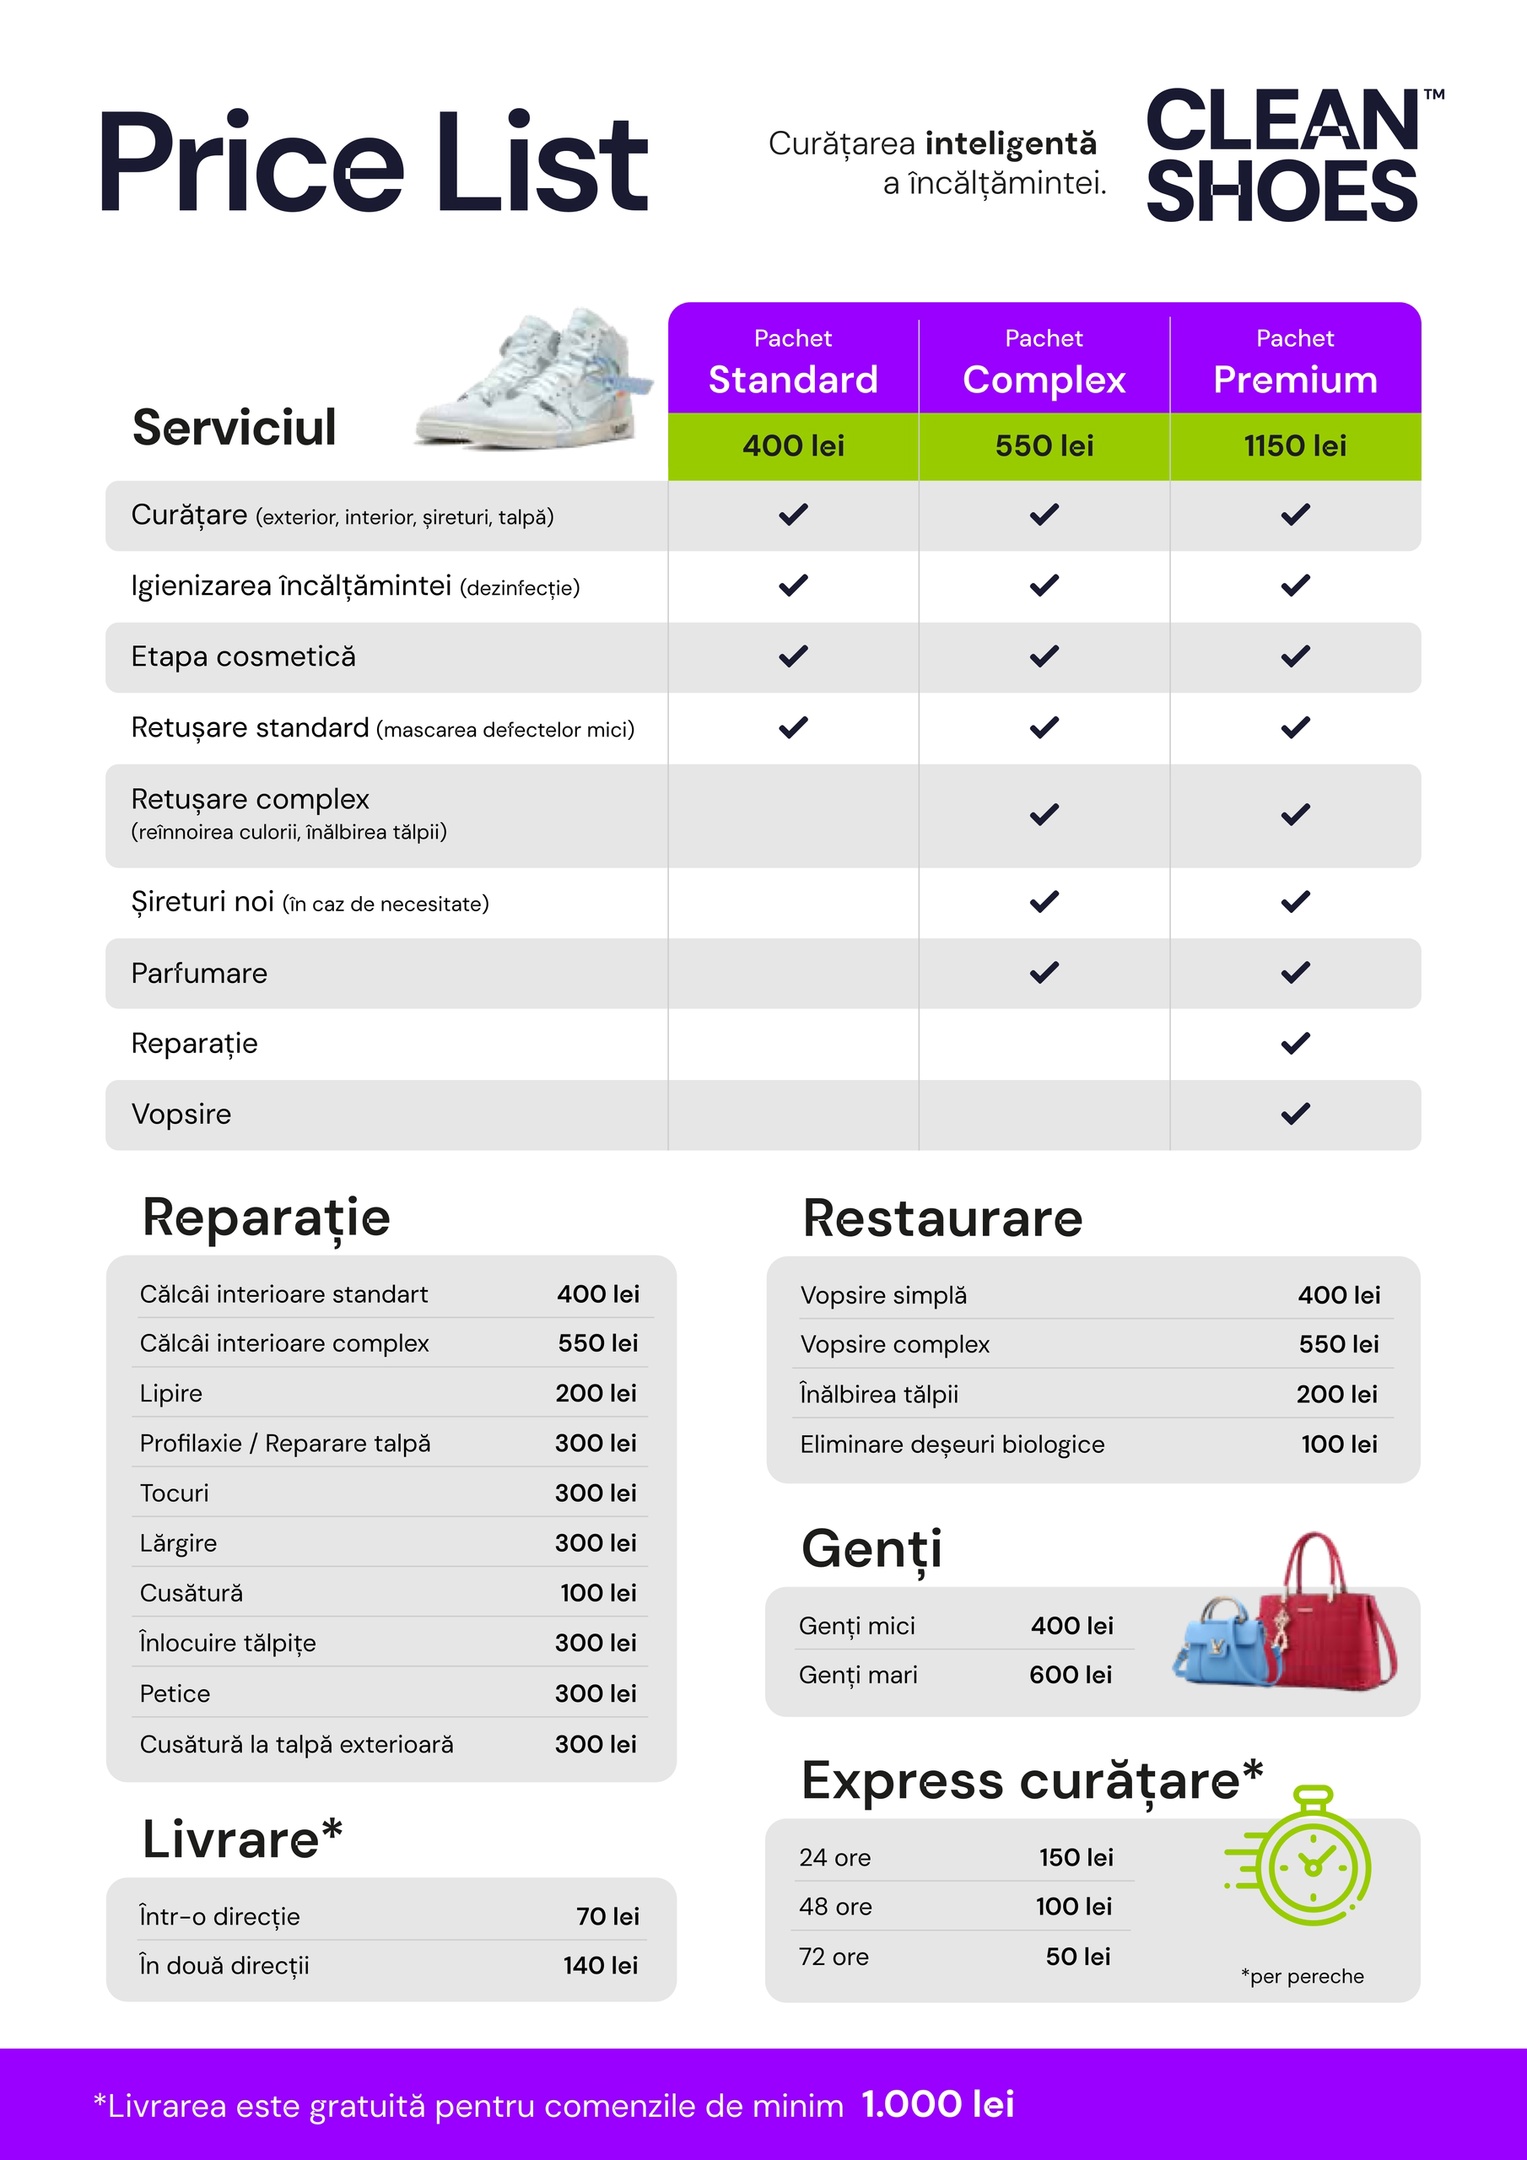 Price List
Curățarea inteligentă
a încălțămintei.
CLEAN™
SHOES
Serviciul
Pachet
Standard
Pachet
Complex
Pachet
Premium
400 lei
550 lei
1150 lei
Curățare (exterior, interior, șireturi, talpă)
Igienizarea încălțămintei (dezinfecție)
Etapa cosmetică
Retușare standard (mascarea defectelor mici)
Retușare complex
(reînnoirea culorii, înălbirea tălpii)
Șireturi noi (în caz de necesitate)
Parfumare
Reparație
Vopsire
Reparație
Călcâi interioare standart 400 lei
Călcâi interioare complex 550 lei
Lipire 200 lei
Profilaxie / Reparare talpă 300 lei
Tocuri 300 lei
Lărgire 300 lei
Cusătură 100 lei
Înlocuire tălpițe 300 lei
Petice 300 lei
Cusătură la talpă exterioară 300 lei
Livrare*
Într-o direcție 70 lei
În două direcții 140 lei
Restaurare
Vopsire simplă 400 lei
Vopsire complex 550 lei
Înălbirea tălpii 200 lei
Eliminare deșeuri biologice 100 lei
Genți
Genți mici 400 lei
Genți mari 600 lei
Express curățare*
24 ore 150 lei
48 ore 100 lei
72 ore 50 lei
*per pereche
*Livrarea este gratuită pentru comenzile de minim 1.000 lei